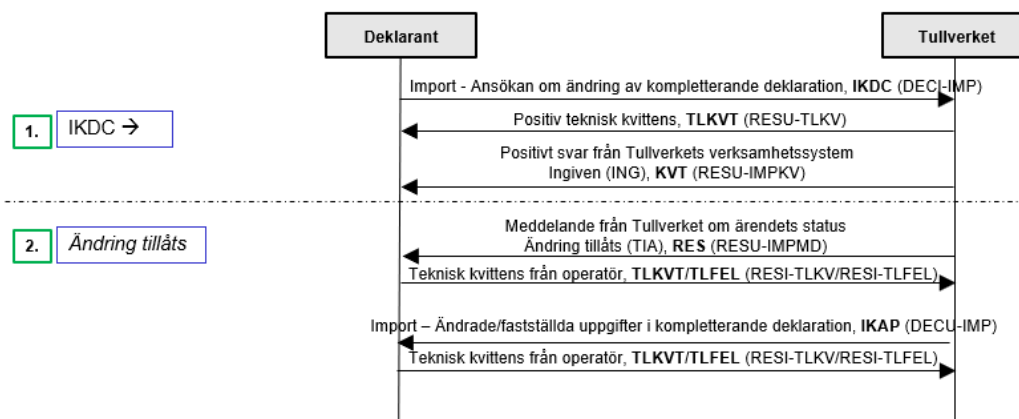 Deklarant
Tullverket
Import - Ansökan om ändring av kompletterande deklaration, IKDC (DECI-IMP)
1.
IKDC →
Positiv teknisk kvittens, TLKVT (RESU-TLKV)
Positivt svar från Tullverkets verksamhetssystem
Ingiven (ING), KVT (RESU-IMPKV)
2.
Ändring tillåts
Meddelande från Tullverket om ärendets status
Ändring tillåts (TIA), RES (RESU-IMPMD)
Teknisk kvittens från operatör, TLKVT/TLFEL (RESI-TLKV/RESI-TLFEL)
Import – Ändrade/fastställda uppgifter i kompletterande deklaration, IKAP (DECU-IMP)
Teknisk kvittens från operatör, TLKVT/TLFEL (RESI-TLKV/RESI-TLFEL)